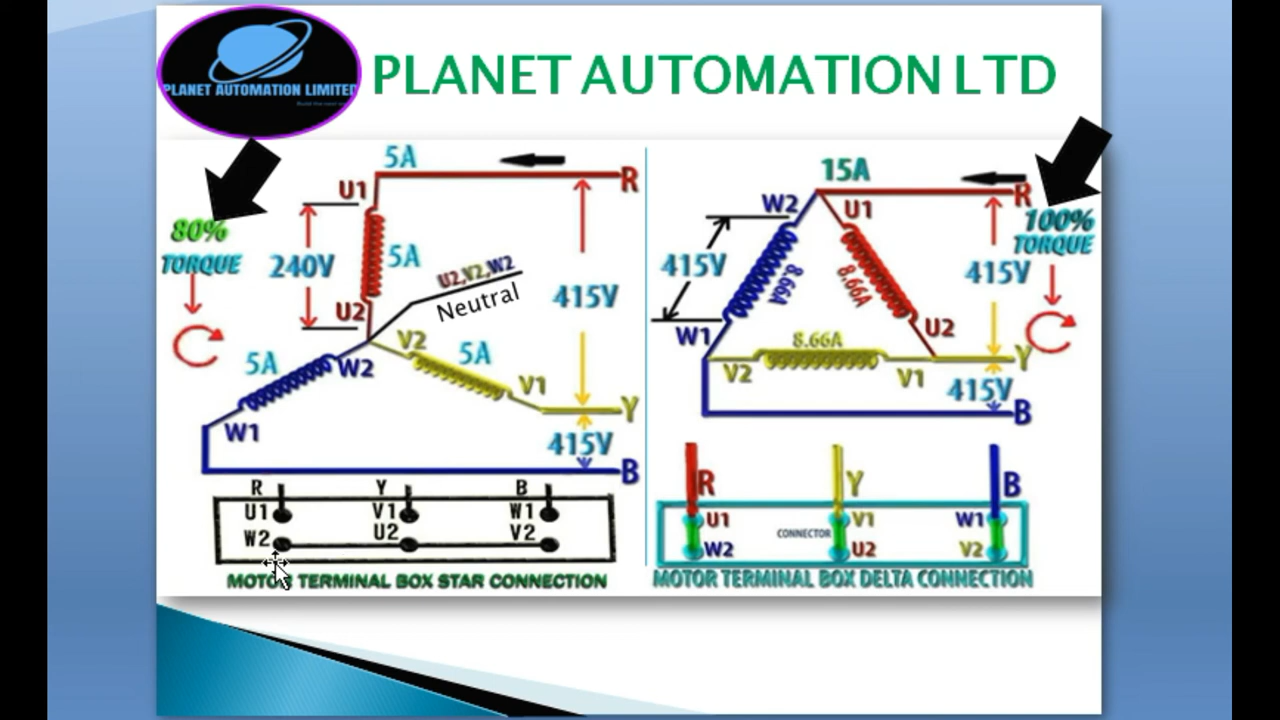 PLANET AUTOMATION LIMITED
PLANET AUTOMATION LTD
5A
R
U1
80%
TORQUE
240V
5A
U2,V2,W2
Neutral
415V
U2
V2
5A
5A
W2
V1
Y
W1
415V
B
R Y B
U1 V1 W1
W2 U2 V2
MOTOR TERMINAL BOX STAR CONNECTION
15A
R
W2
U1
100%
TORQUE
415V
8.66A
8.66A
415V
W1
U2
8.66A
Y
V2
V1
415V
B
R Y B
U1 V1 W1
CONNECTOR
W2 U2 V2
MOTOR TERMINAL BOX DELTA CONNECTION